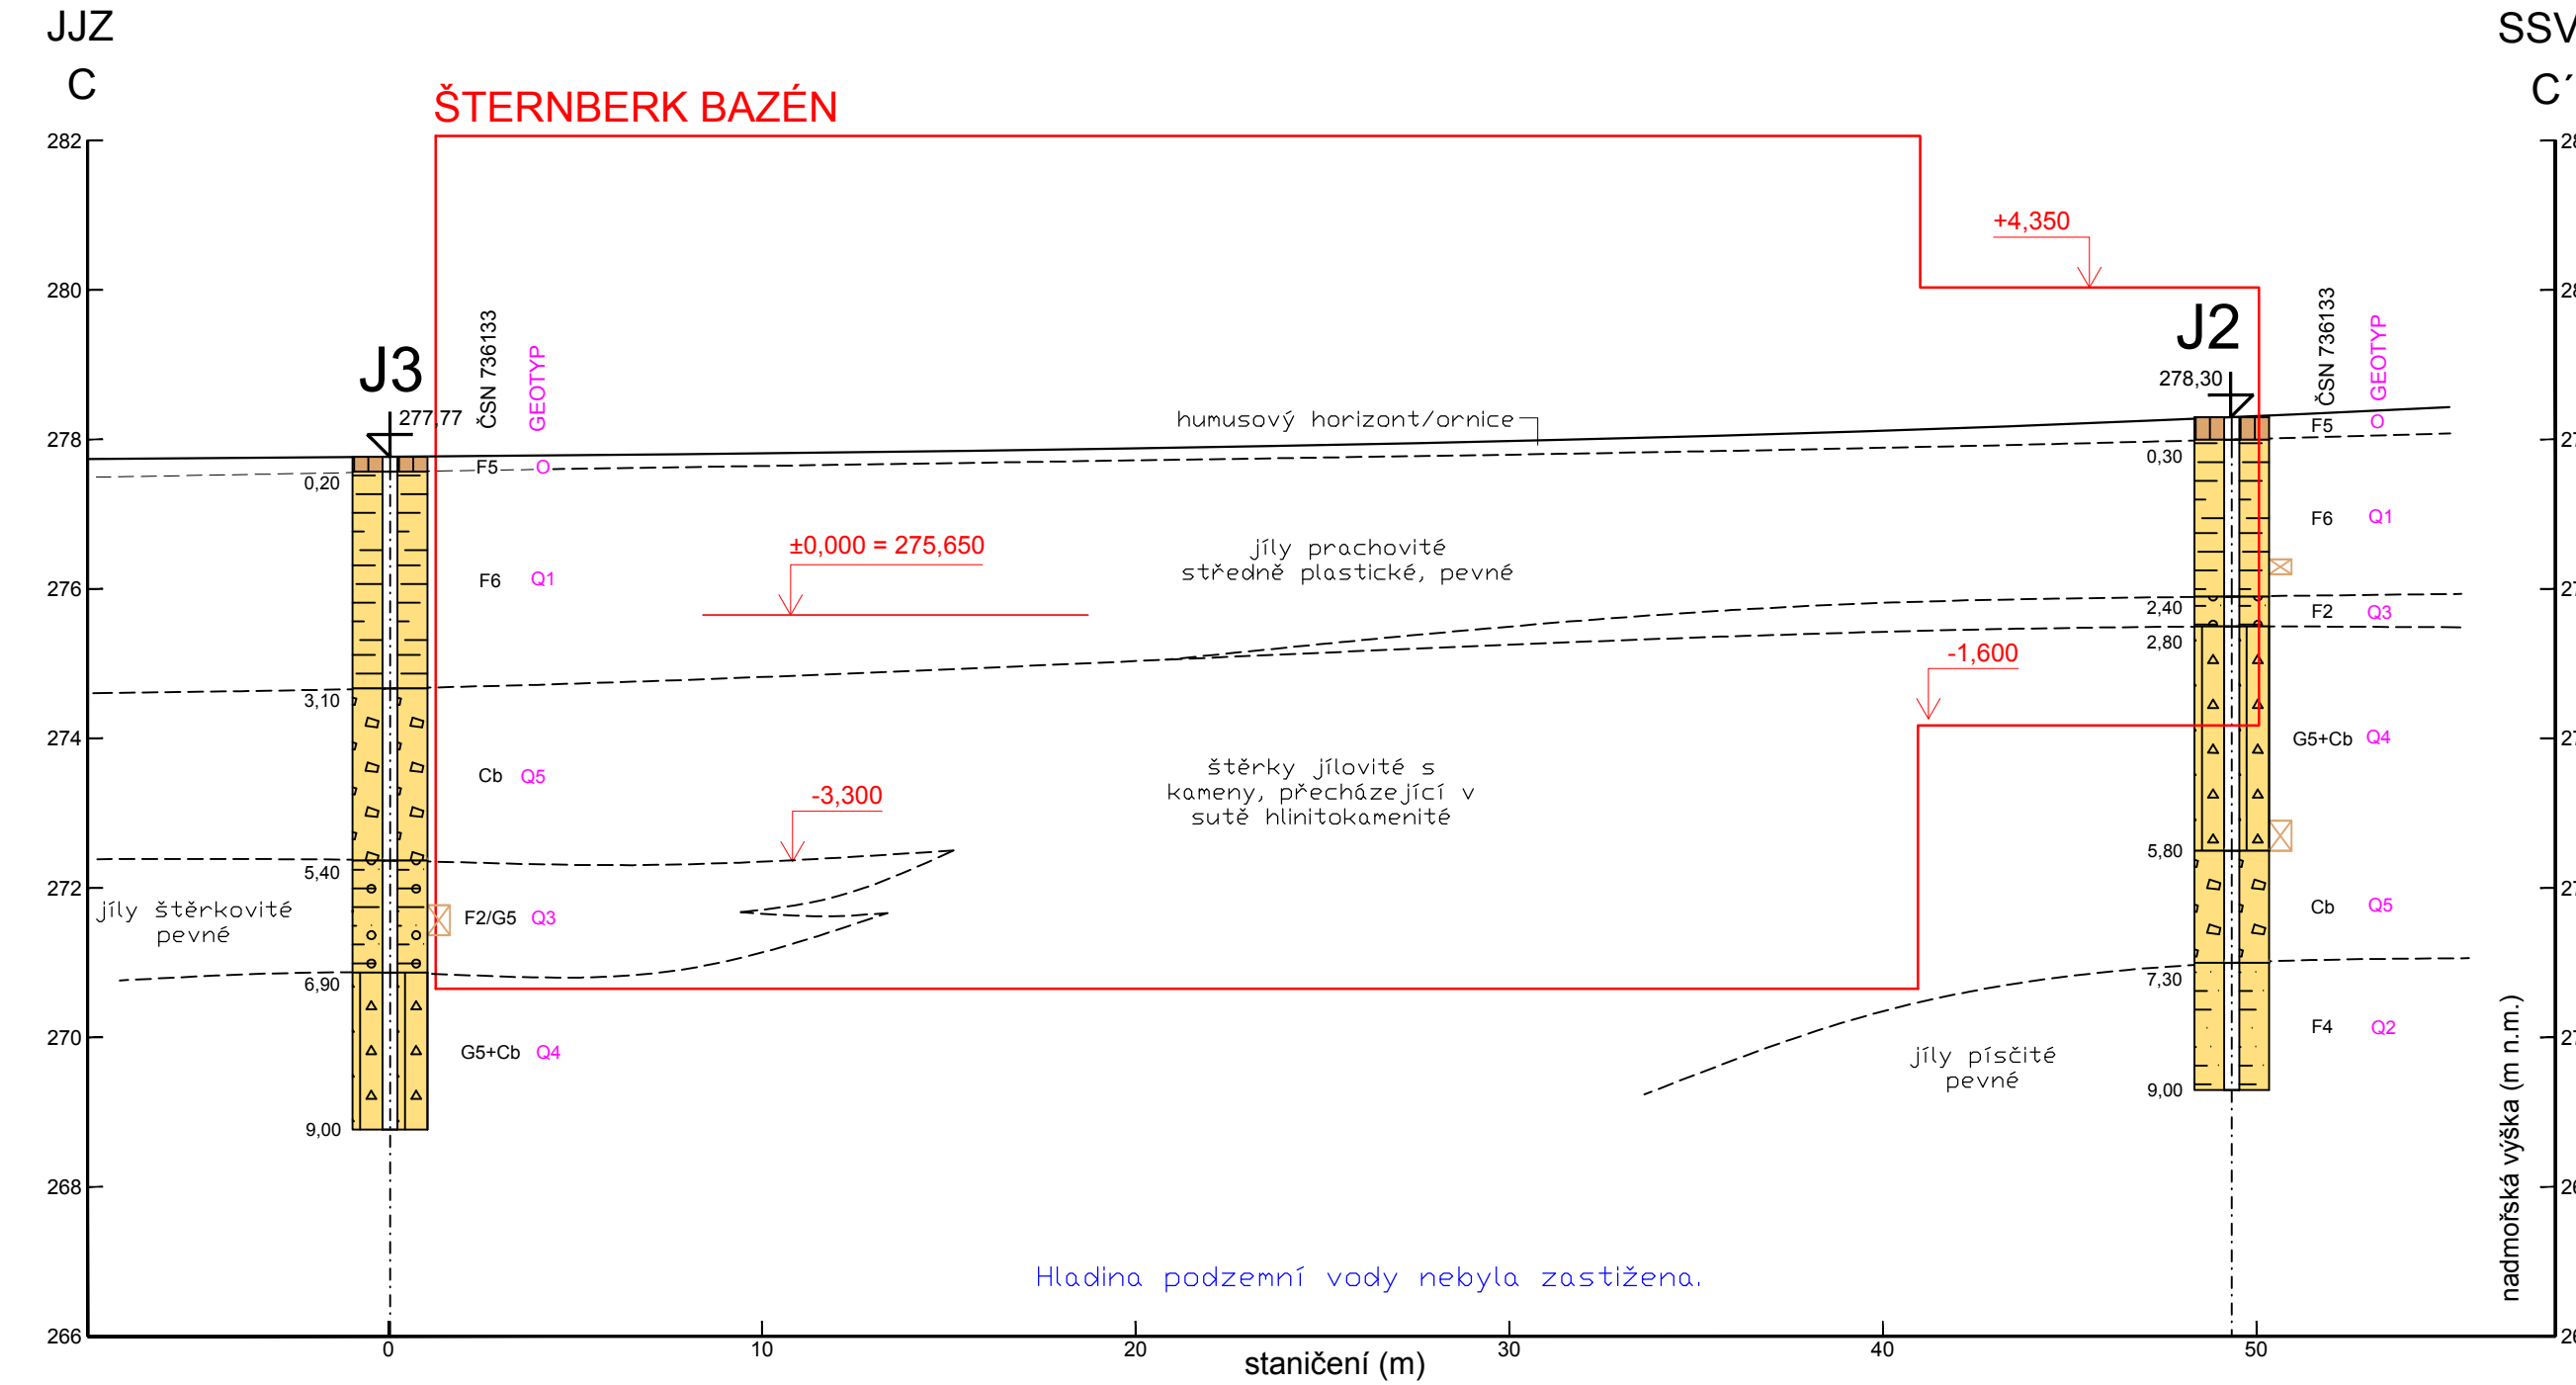 JJZ
SSV
C
C´
ŠTERNBERK BAZÉN
282
280
278
276
274
272
270
268
266
+4,350
J3
277,77
ČSN 736133
GEOTYP
J2
278,30
ČSN 736133
GEOTYP
humusový horizont/ornice
F5 O
0,20
F6 Q1
3,10
Cb Q5
5,40
F2/G5 Q3
6,90
G5+Cb Q4
9,00
±0,000 = 275,650
jíly prachovité
středně plastické, pevné
-1,600
-3,300
štěrky jílovité s
kameny, přecházející v
sutě hlinitokamenité
jíly štěrkovité
pevné
jíly písčité
pevné
F5 O
0,30
F6 Q1
2,40
F2 Q3
2,80
G5+Cb Q4
5,80
Cb Q5
7,30
F4 Q2
9,00
Hladina podzemní vody nebyla zastižena.
nadmořská výška (m n.m.)
0 10 20 30 40 50
staničení (m)